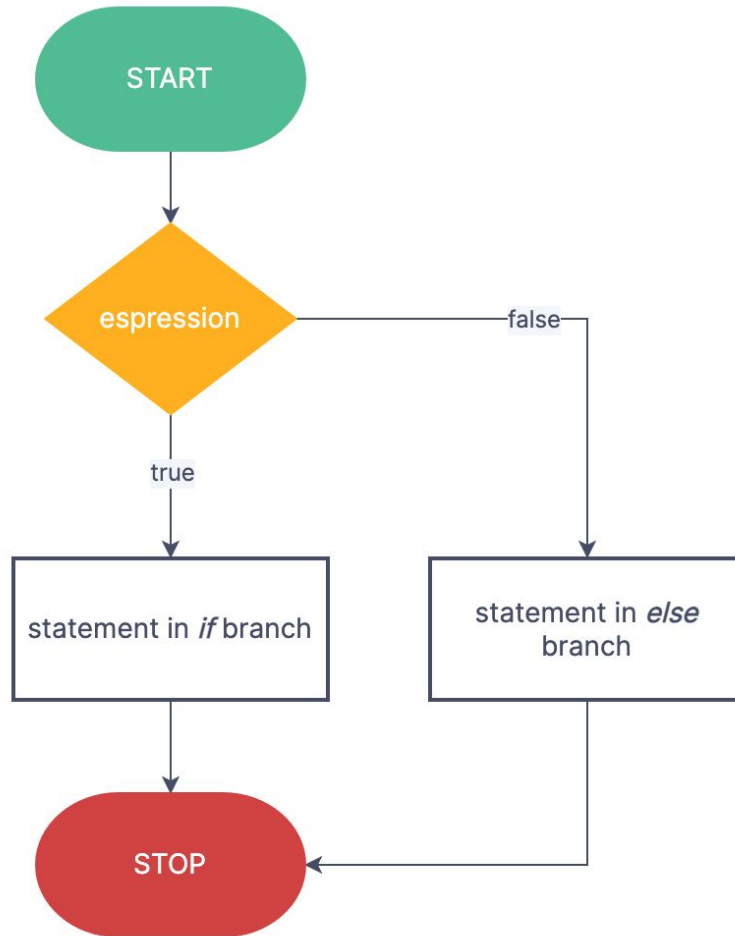 START
espression
false
true
statement in if branch
statement in else
branch
STOP